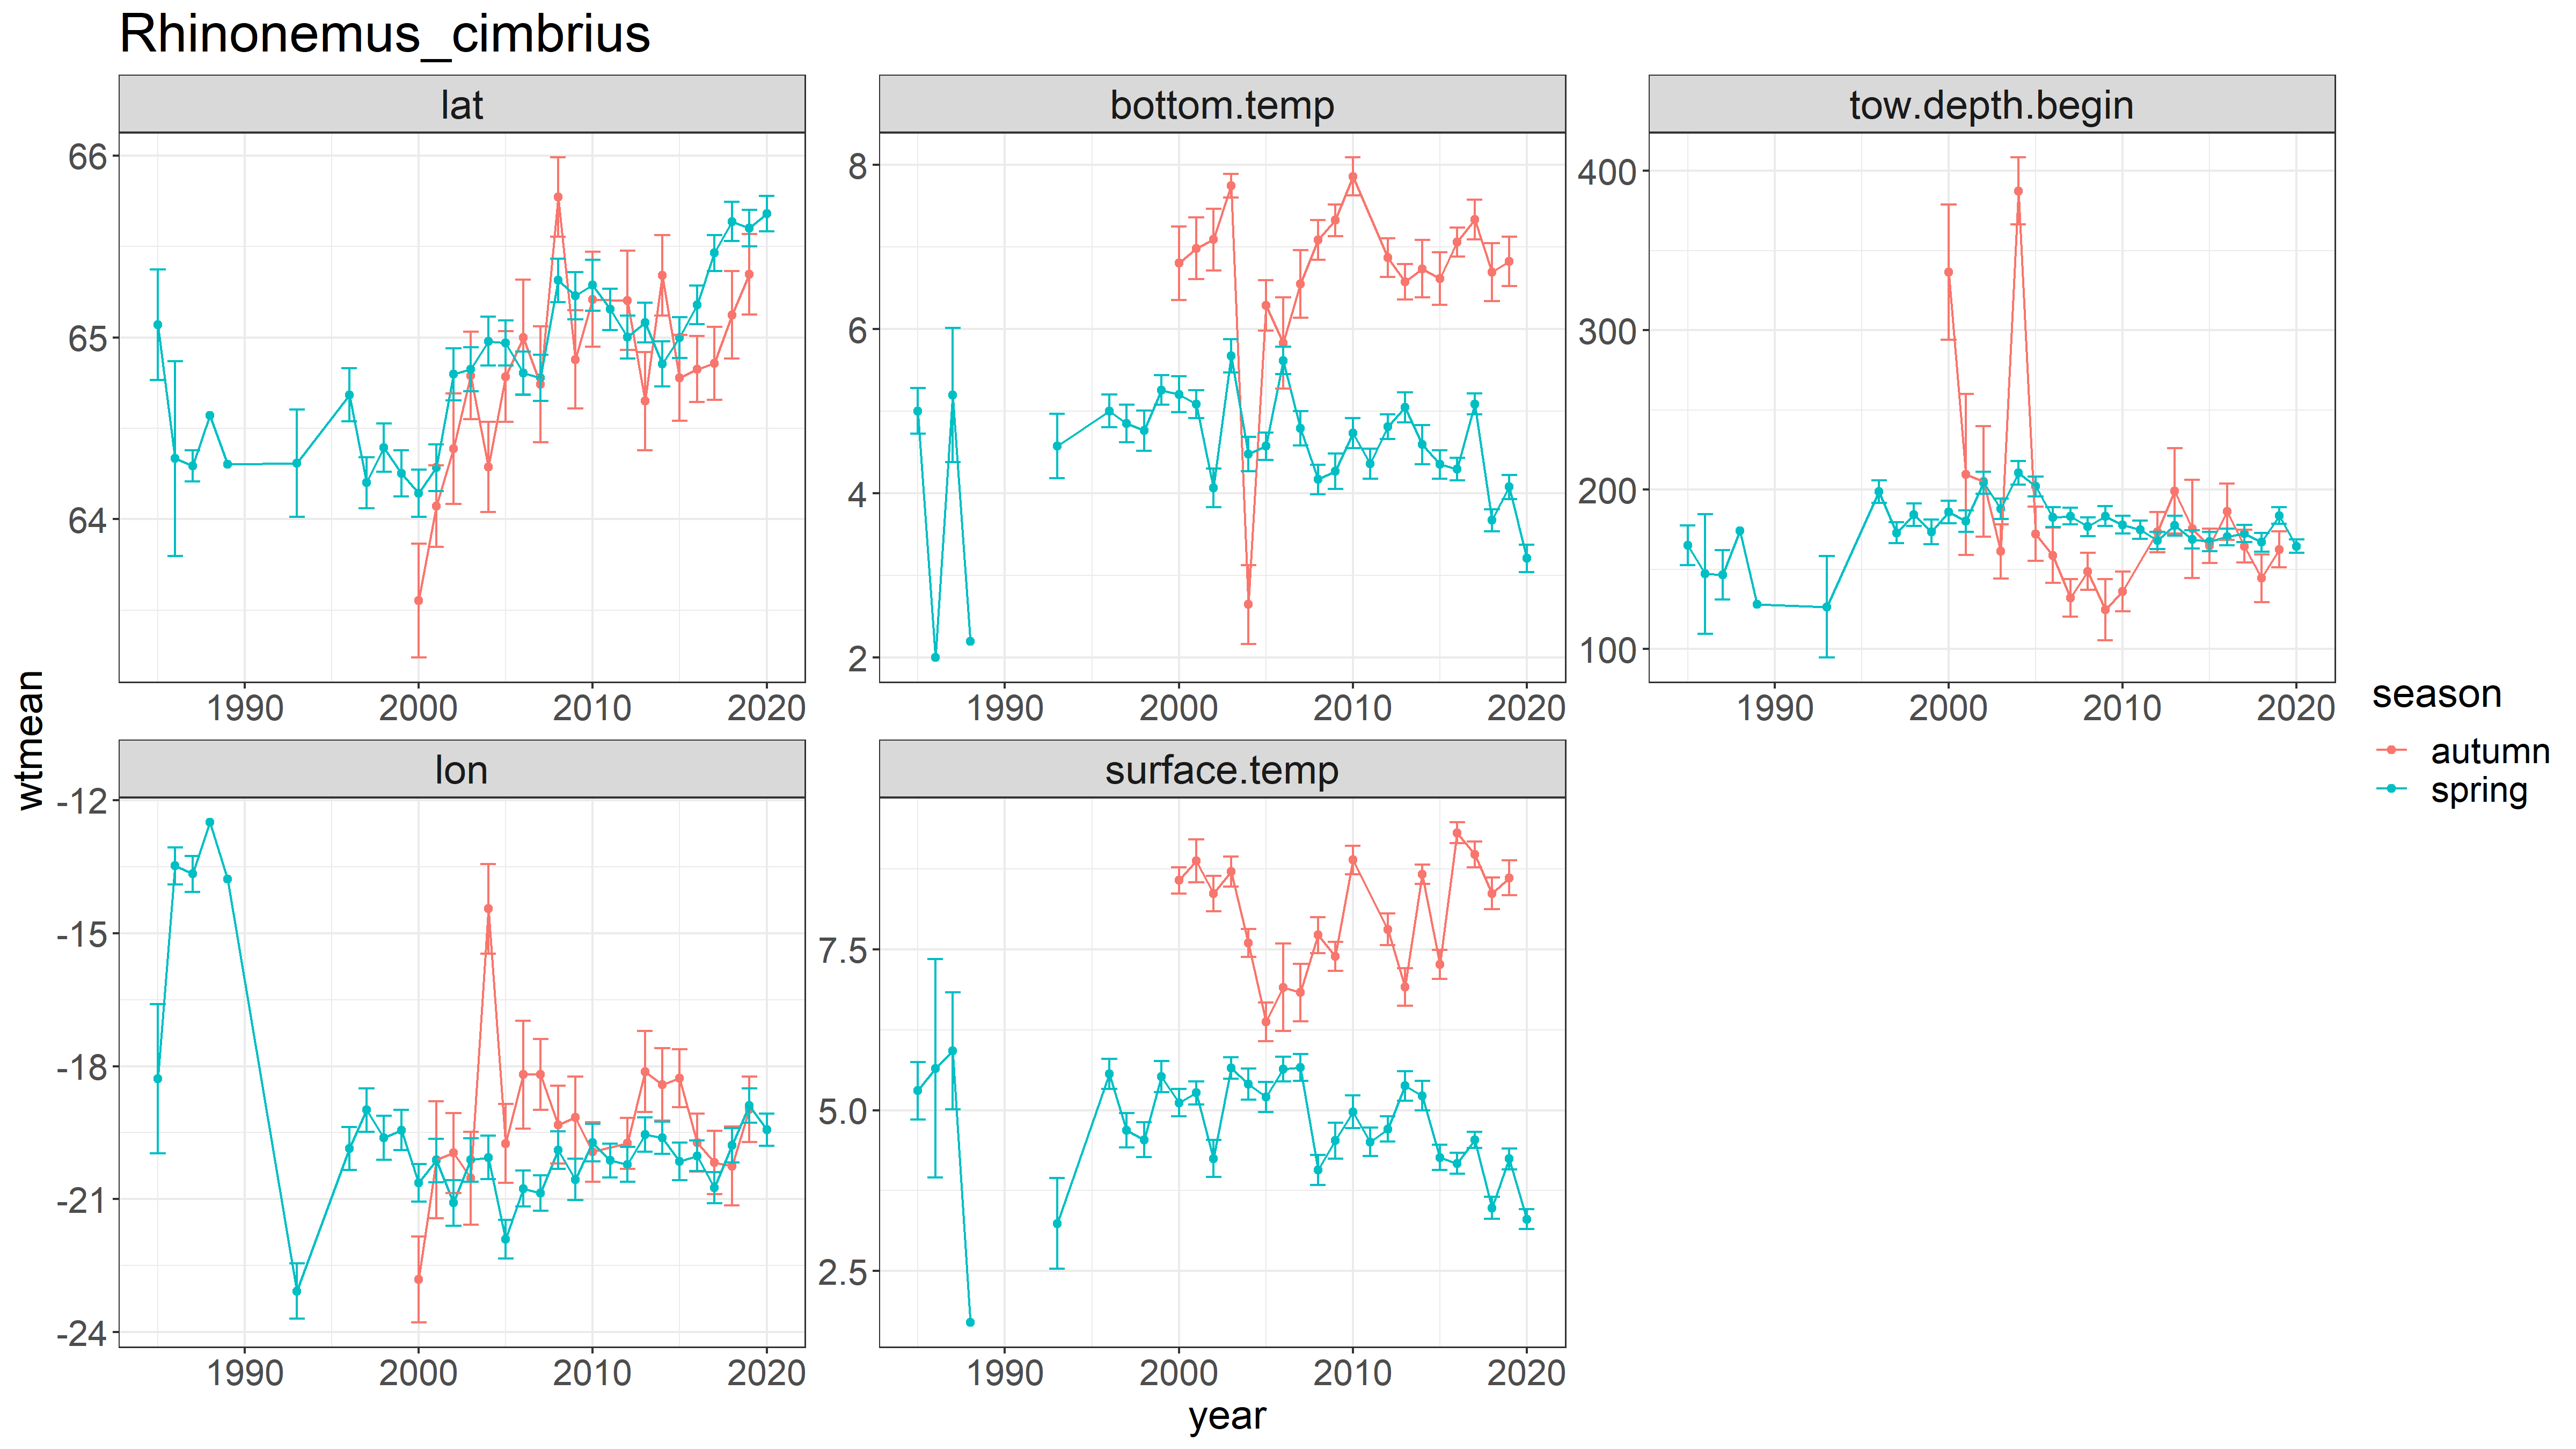 Rhinonemus_cimbrius
lat
bottom.temp
tow.depth.begin
66
65
64
8
6
4
2
400
300
200
100
1990 2000 2010 2020
1990 2000 2010 2020
1990 2000 2010 2020
wtmean
lon
surface.temp
-12
-15
-18
-21
-24
7.5
5.0
2.5
1990 2000 2010 2020
1990 2000 2010 2020
year
season
autumn
spring